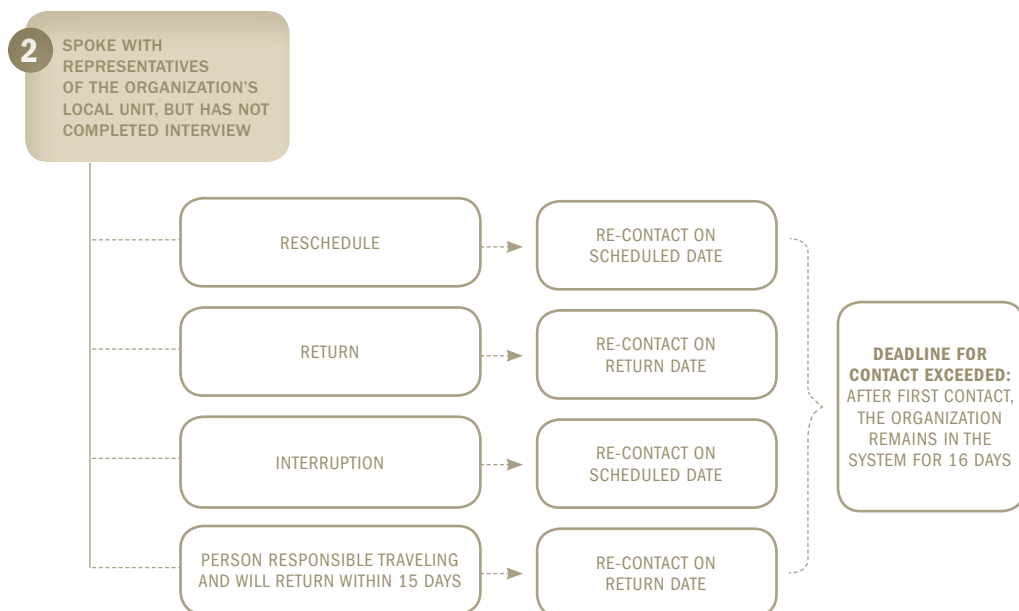 2
SPOKE WITH
REPRESENTATIVES
OF THE ORGANIZATION'S
LOCAL UNIT, BUT HAS NOT
COMPLETED INTERVIEW
RESCHEDULE
RE-CONTACT ON
SCHEDULED DATE
RETURN
RE-CONTACT ON
RETURN DATE
INTERRUPTION
RE-CONTACT ON
SCHEDULED DATE
PERSON RESPONSIBLE TRAVELING
AND WILL RETURN WITHIN 15 DAYS
RE-CONTACT ON
RETURN DATE
DEADLINE FOR
CONTACT EXCEEDED:
AFTER FIRST CONTACT,
THE ORGANIZATION
REMAINS IN THE
SYSTEM FOR 16 DAYS